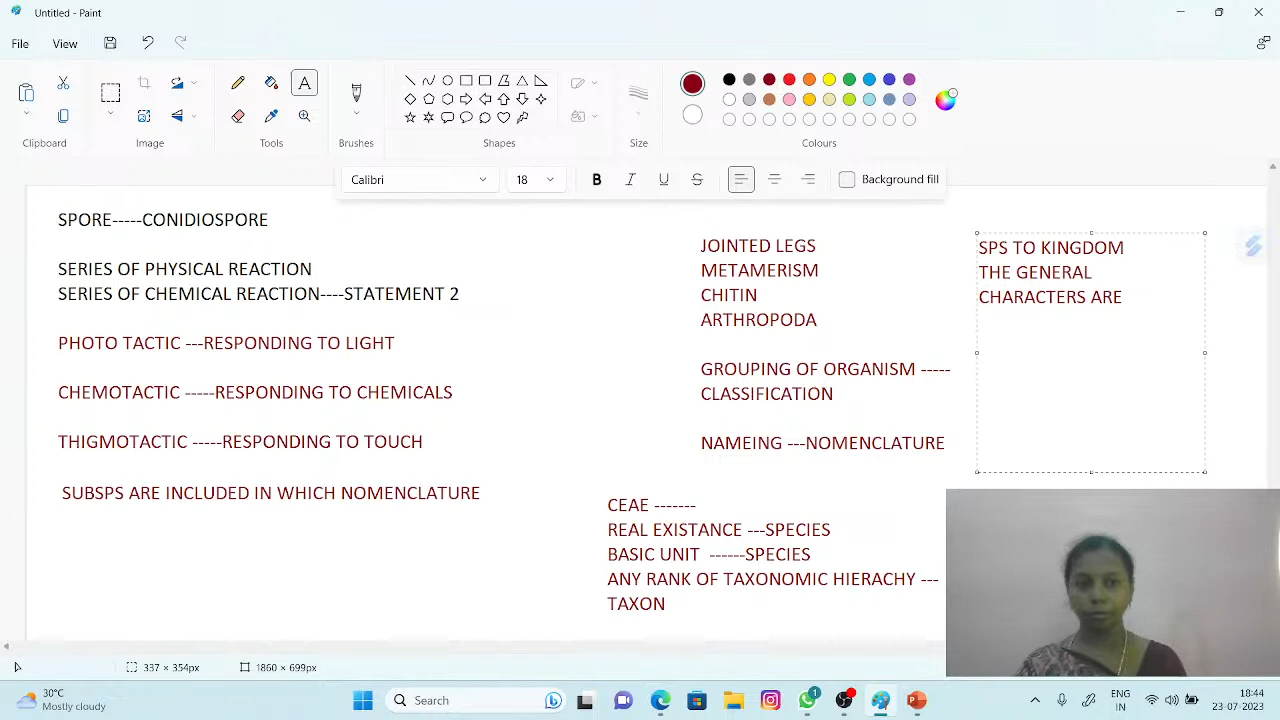 Untitled - Paint
File
View
Clipboard
Image
Tools
Brushes
Shapes
Size
Colours
Calibri
18
B
I
U
Background fill
SPORE-----CONIDIOSPORE
SERIES OF PHYSICAL REACTION
SERIES OF CHEMICAL REACTION----STATEMENT 2
PHOTO TACTIC ---RESPONDING TO LIGHT
CHEMOTACTIC -----RESPONDING TO CHEMICALS
THIGMOTACTIC -----RESPONDING TO TOUCH
SUBSPS ARE INCLUDED IN WHICH NOMENCLATURE
JOINTED LEGS
METAMERISM
CHITIN
ARTHROPODA
GROUPING OF ORGANISM -----
CLASSIFICATION
NAMEING ---NOMENCLATURE
CEAE -------
REAL EXISTANCE ---SPECIES
BASIC UNIT ------SPECIES
ANY RANK OF TAXONOMIC HIERACHY ---
TAXON
SPS TO KINGDOM
THE GENERAL
CHARACTERS ARE
337 × 354px
1860 × 699px
30°C
Mostly cloudy
Search
1
ENG
IN
18:44
23-07-2023